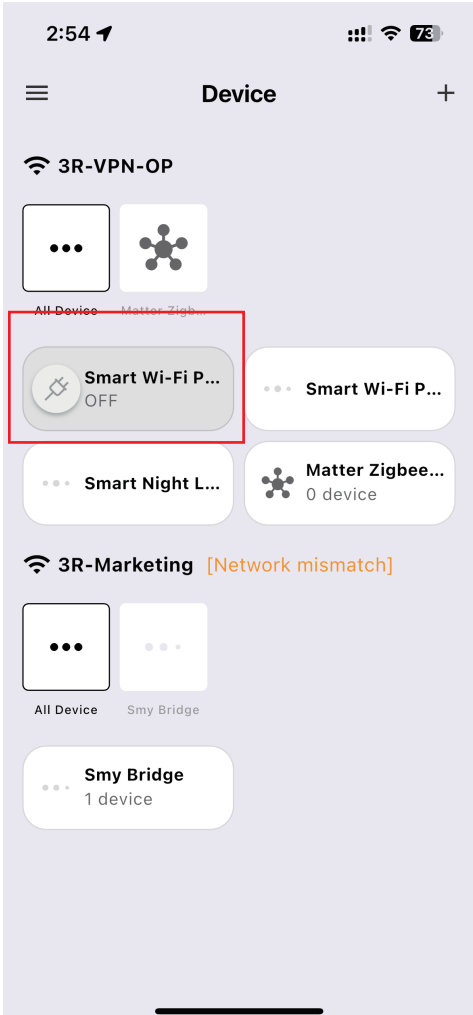 2:54
73
Device
3R-VPN-OP
All Device
Matter Zigb...
Smart Wi-Fi P...
OFF
Smart Wi-Fi P...
Smart Night L...
Matter Zigbee...
0 device
3R-Marketing [Network mismatch]
All Device
Smy Bridge
Smy Bridge
1 device